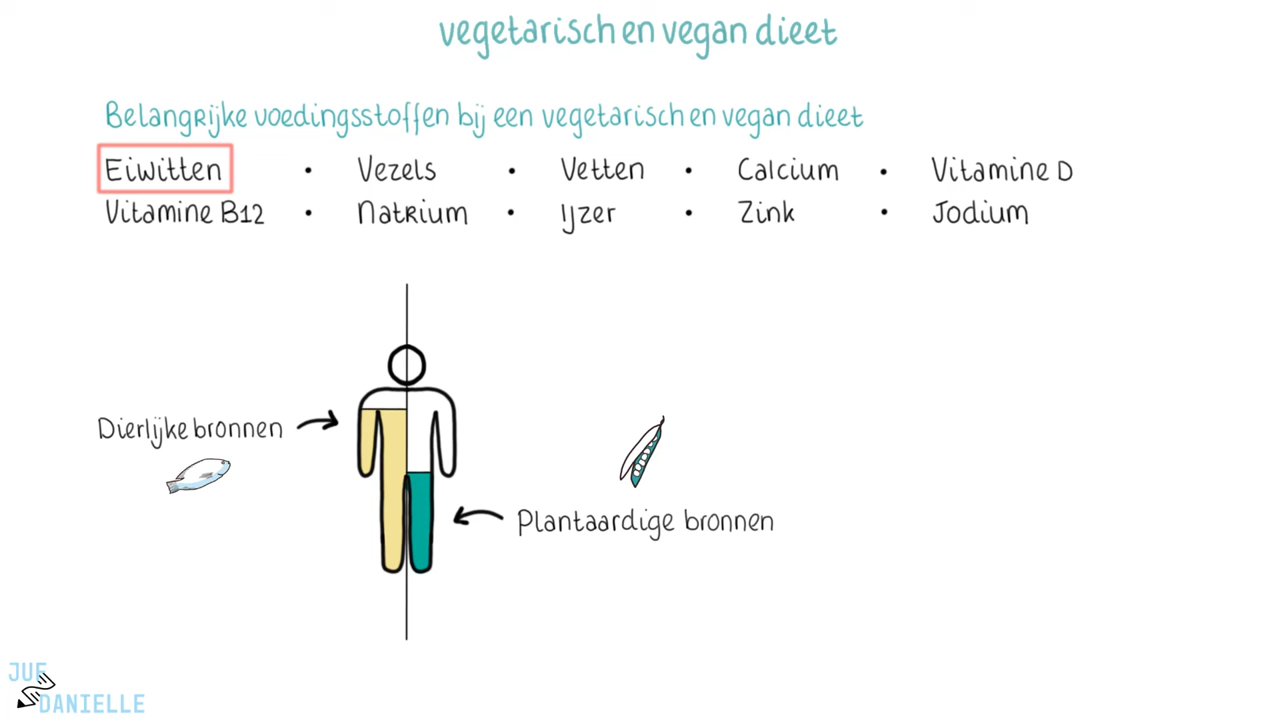 vegetarisch en vegan dieet
Belangrijke voedingsstoffen bij een vegetarisch en vegan dieet
Eiwitten • Vezels • Vetten • Calcium • Vitamine D
Vitamine B12 • Natrium • Ijzer • Zink • Jodium
Dierlijke bronnen
Plantaardige bronnen
JUF
DANIELLE